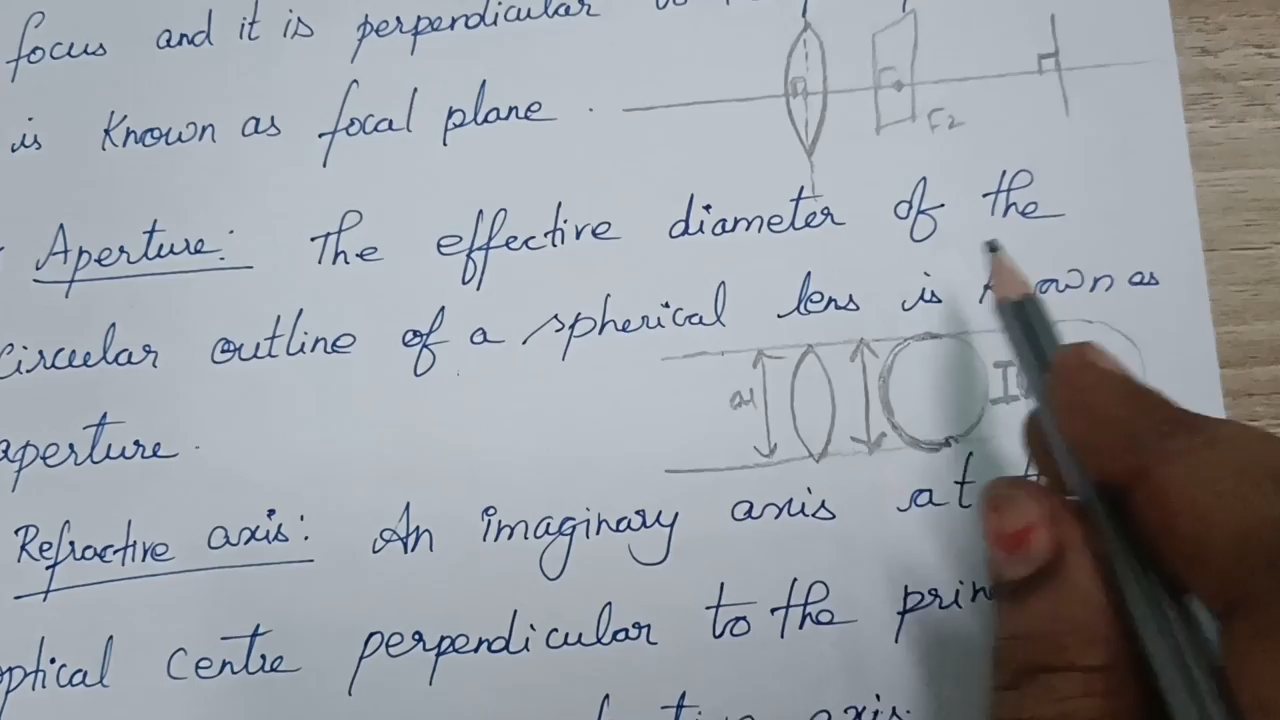 focus and it is perpendicular
is known as focal plane.
F2
Aperture: The effective diameter of the
circular outline of a spherical lens is known as
aperture.
Refractive axis: An imaginary axis at
optical centre perpendicular to the prin
axis.